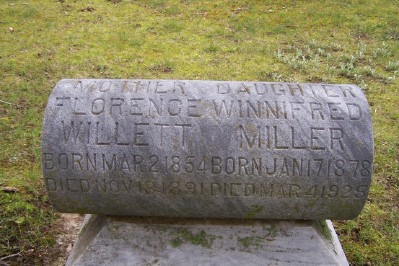 MOTHER DAUGHTER
FLORENCE WINNIFRED
WILLETT MILLER
BORN MAR 2 1854 BORN JAN 17 1878
DIED NOV 18 1891 DIED MAR 4 1925